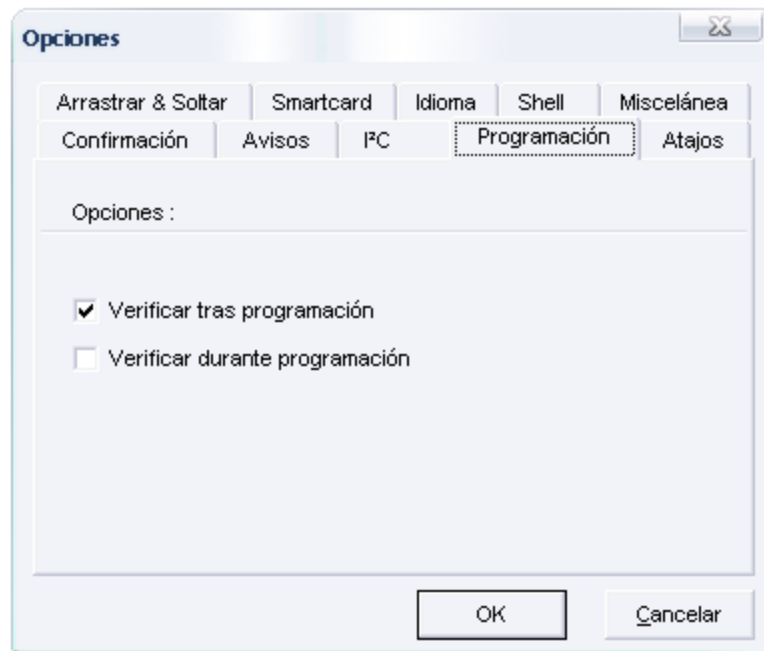 Opciones
Arrastrar & Soltar Smartcard Idioma Shell Miscelánea
Confirmación Avisos I²C Programación Atajos
Opciones :
Verificar tras programación
Verificar durante programación
OK Cancelar